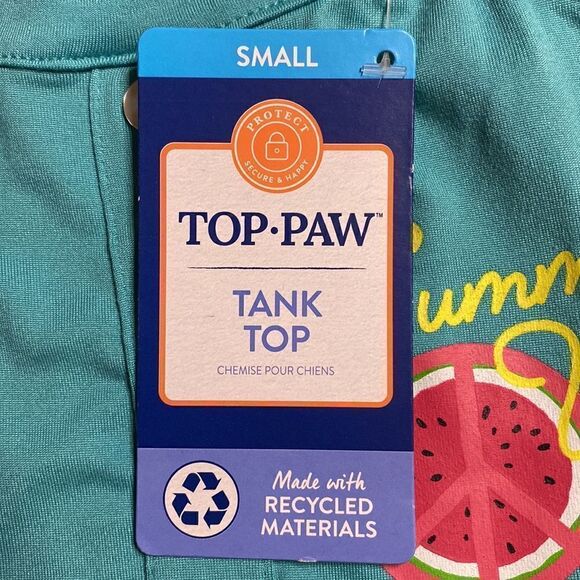 SMALL
PROTECT
SECURE & HAPPY
TOP·PAW™
TANK
TOP
CHEMISE POUR CHIENS
Made with
RECYCLED
MATERIALS